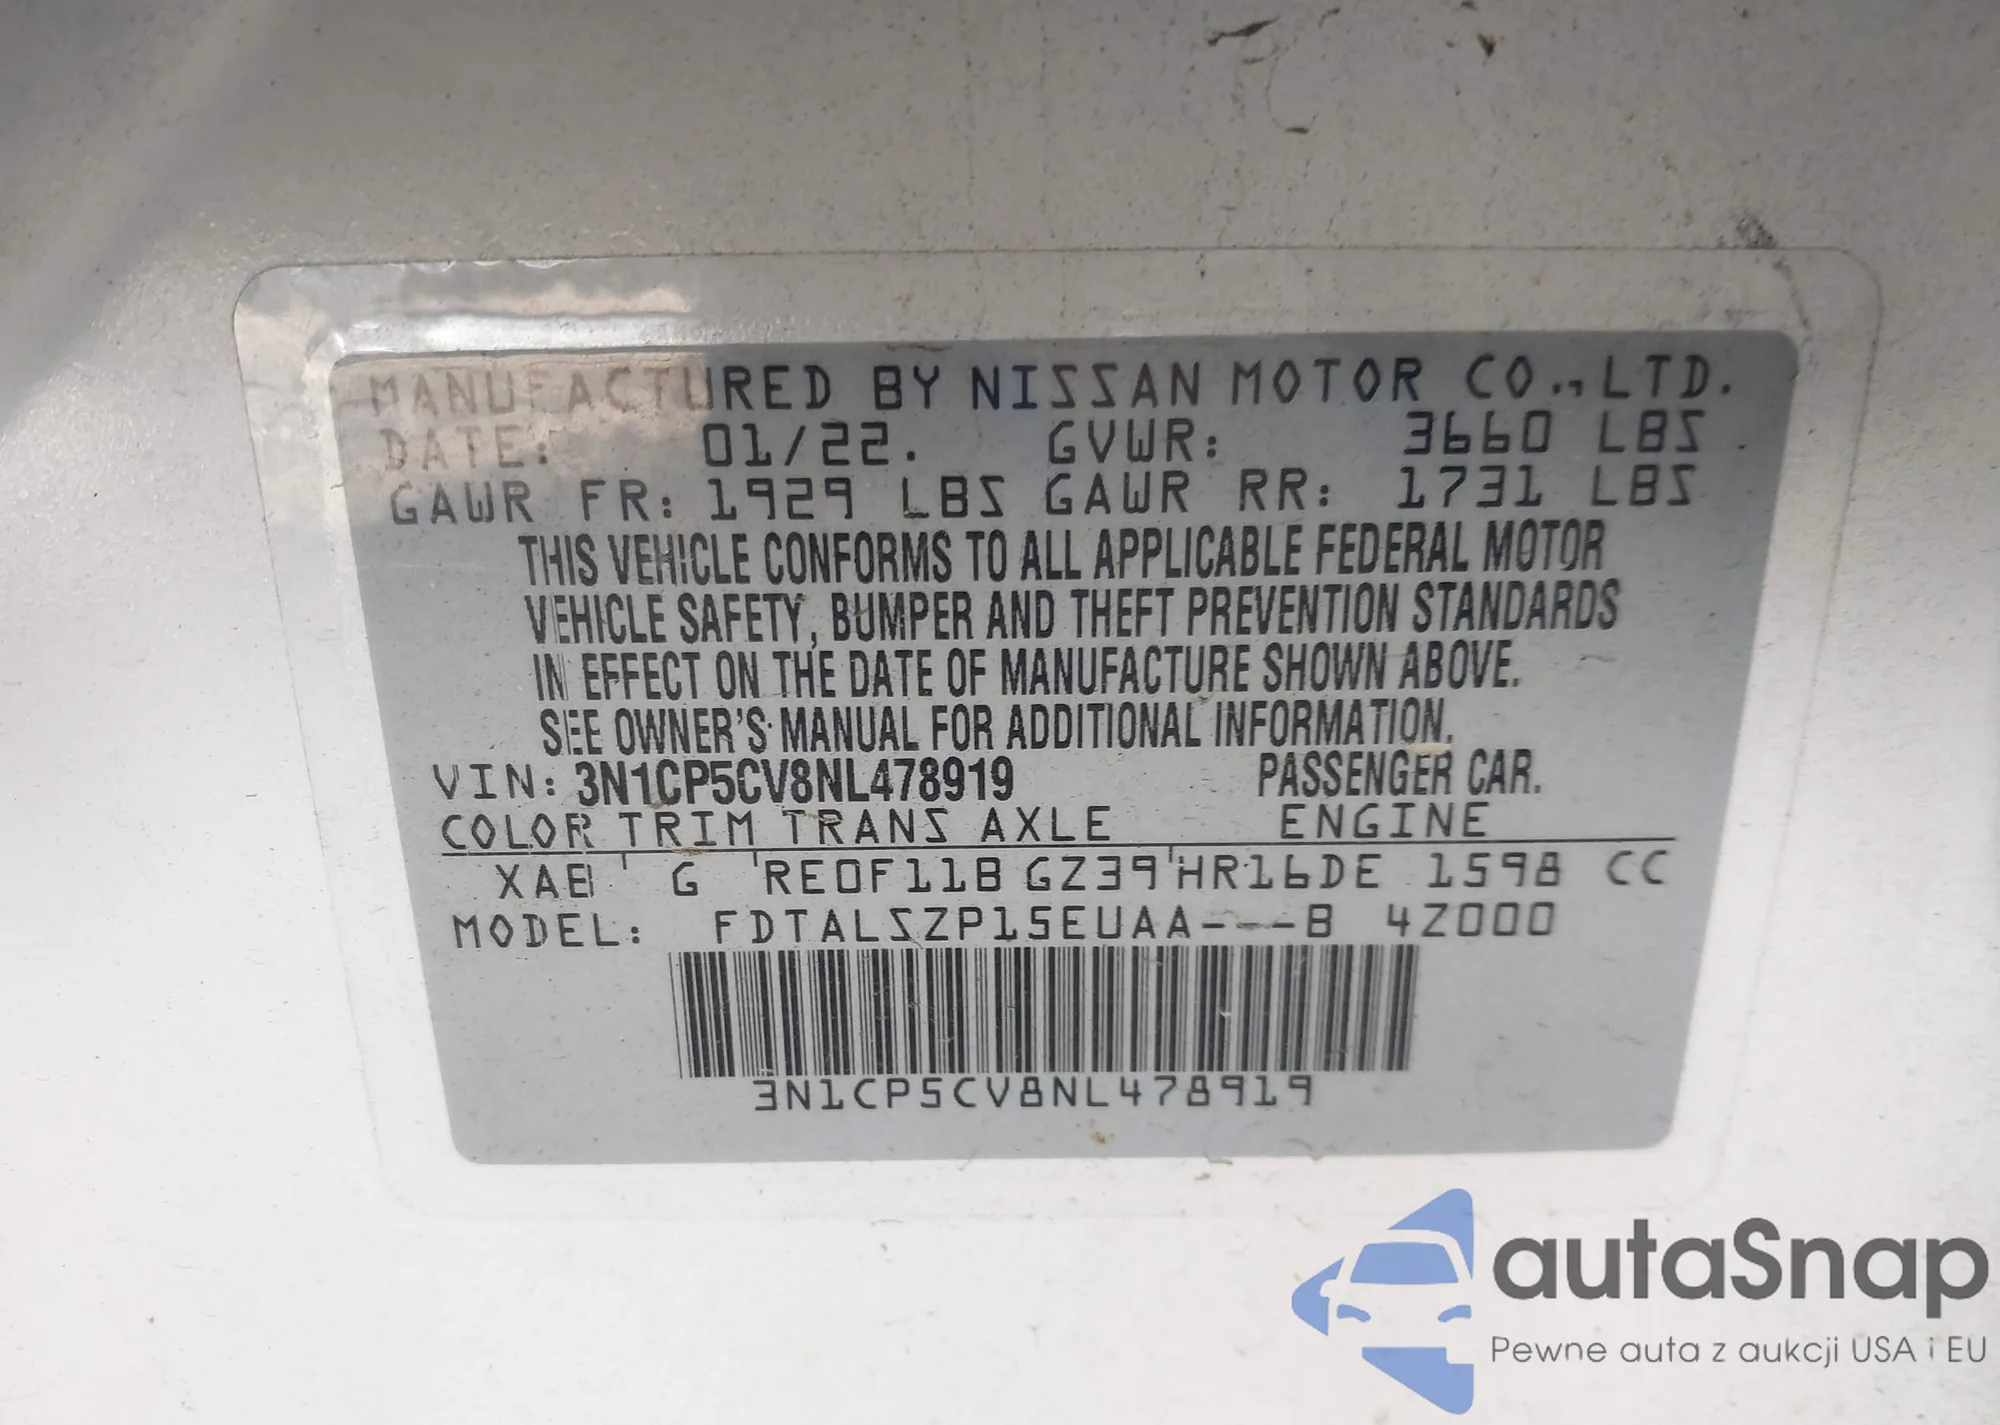 MANUFACTURED BY NISSAN MOTOR CO., LTD.
DATE: 01/22. GVWR: 3660 LBS
GAWR FR: 1929 LBS GAWR RR: 1731 LBS
THIS VEHICLE CONFORMS TO ALL APPLICABLE FEDERAL MOTOR
VEHICLE SAFETY, BUMPER AND THEFT PREVENTION STANDARDS
IN EFFECT ON THE DATE OF MANUFACTURE SHOWN ABOVE.
SEE OWNER'S MANUAL FOR ADDITIONAL INFORMATION.
VIN: 3N1CP5CV8NL478919 PASSENGER CAR.
COLOR TRIM TRANS AXLE ENGINE
XAB G RE0F11B GZ39 HR16DE 1598 CC
MODEL: FDTALSZP15EUAA---B 4Z000
3N1CP5CV8NL478919
autaSnap
Pewne auta z aukcji USA i EU